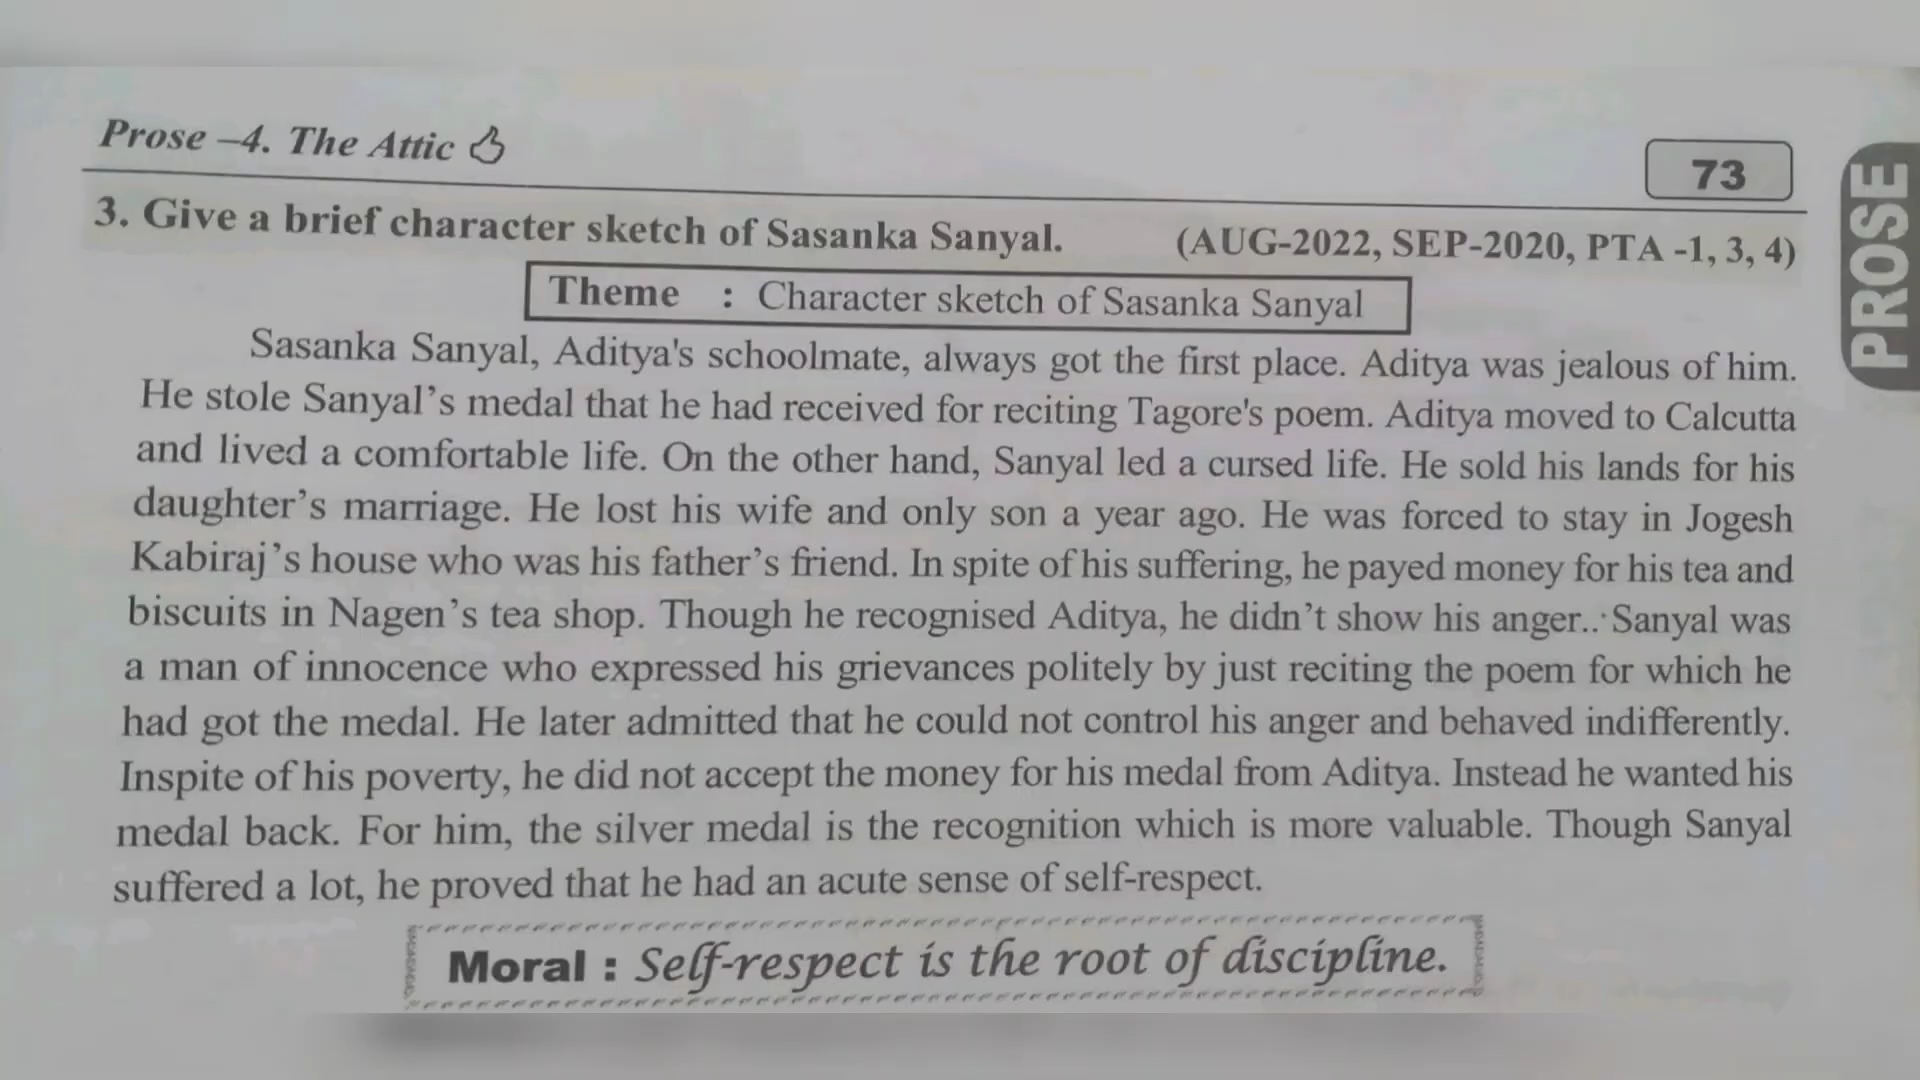 Prose –4. The Attic
73
PROSE
3. Give a brief character sketch of Sasanka Sanyal. (AUG-2022, SEP-2020, PTA -1, 3, 4)
Theme : Character sketch of Sasanka Sanyal
Sasanka Sanyal, Aditya's schoolmate, always got the first place. Aditya was jealous of him.
He stole Sanyal’s medal that he had received for reciting Tagore's poem. Aditya moved to Calcutta
and lived a comfortable life. On the other hand, Sanyal led a cursed life. He sold his lands for his
daughter’s marriage. He lost his wife and only son a year ago. He was forced to stay in Jogesh
Kabiraj’s house who was his father’s friend. In spite of his suffering, he payed money for his tea and
biscuits in Nagen’s tea shop. Though he recognised Aditya, he didn’t show his anger.. Sanyal was
a man of innocence who expressed his grievances politely by just reciting the poem for which he
had got the medal. He later admitted that he could not control his anger and behaved indifferently.
Inspite of his poverty, he did not accept the money for his medal from Aditya. Instead he wanted his
medal back. For him, the silver medal is the recognition which is more valuable. Though Sanyal
suffered a lot, he proved that he had an acute sense of self-respect.
Moral : Self-respect is the root of discipline.